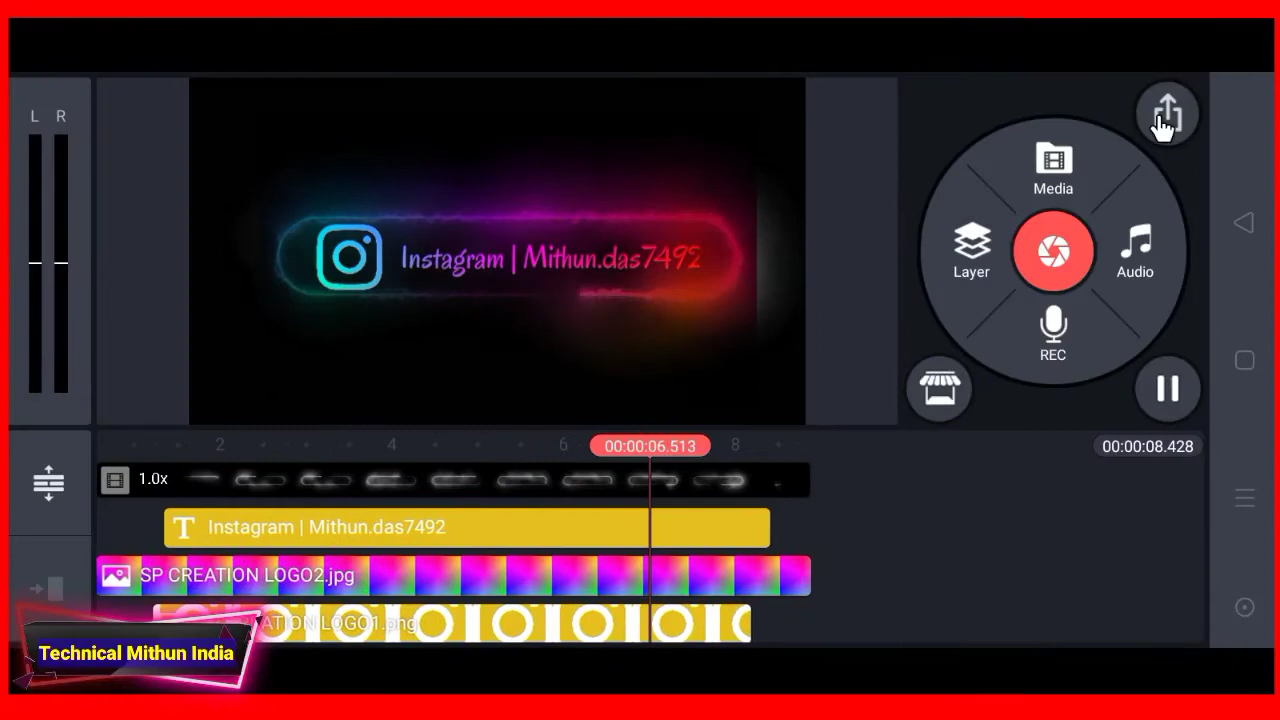 L R
Instagram | Mithun.das7492
Media
Layer
Audio
REC
2
4
6
00:00:06.513
8
00:00:08.428
1.0x
T Instagram | Mithun.das7492
SP CREATION LOGO2.jpg
ATION LOGO1.png
Technical Mithun India